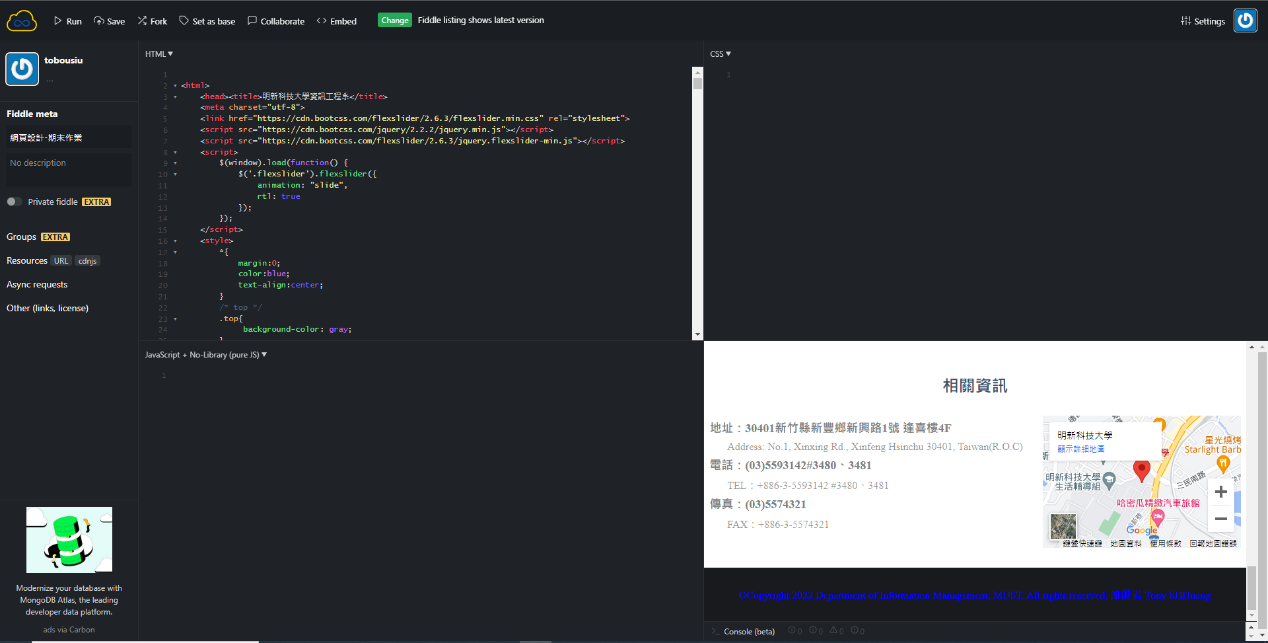 Run Save Fork Set as base Collaborate Embed Change Fiddle listing shows latest version Settings
tobousiu
...
Fiddle meta
網頁設計-期末作業
No description
Private fiddle EXTRA
Groups EXTRA
Resources URL cdnjs
Async requests
Other (links, license)
Modernize your database with
MongoDB Atlas, the leading
developer data platform.
ads via Carbon
HTML ▼
1
2 <html>
3 <head><title>明新科技大學資訊工程系</title>
4 <meta charset="utf-8">
5 <link href="https://cdn.bootcss.com/flexslider/2.6.3/flexslider.min.css" rel="stylesheet">
6 <script src="https://cdn.bootcss.com/jquery/2.2.2/jquery.min.js"></script>
7 <script src="https://cdn.bootcss.com/flexslider/2.6.3/jquery.flexslider-min.js"></script>
8 <script>
9 $(window).load(function() {
10 $('.flexslider').flexslider({
11 animation: "slide",
12 rtl: true
13 });
14 });
15 </script>
16 <style>
17 *{
18 margin:0;
19 color:blue;
20 text-align:center;
21 }
22 /* top */
23 .top{
24 background-color: gray;
CSS ▼
1
JavaScript + No-Library (pure JS) ▼
1
相關資訊
地址：30401新竹縣新豐鄉新興路1號 逢喜樓4F
Address: No.1, Xinxing Rd., Xinfeng Hsinchu 30401, Taiwan(R.O.C)
電話：(03)5593142#3480、3481
TEL：+886-3-5593142 #3480、3481
傳真：(03)5574321
FAX：+886-3-5574321
明新科技大學
顯示詳細地圖
星光燒烤
Starlight Barb
明新科技大學
生活輔導組
三民南路
哈密瓜精緻汽車旅館
Google
鍵盤快速鍵 地圖資料 使用條款 回報地圖錯誤
©Copyright 2022 Department of Information Management, MUST. All rights reserved.
Console (beta) 0 0 0 0